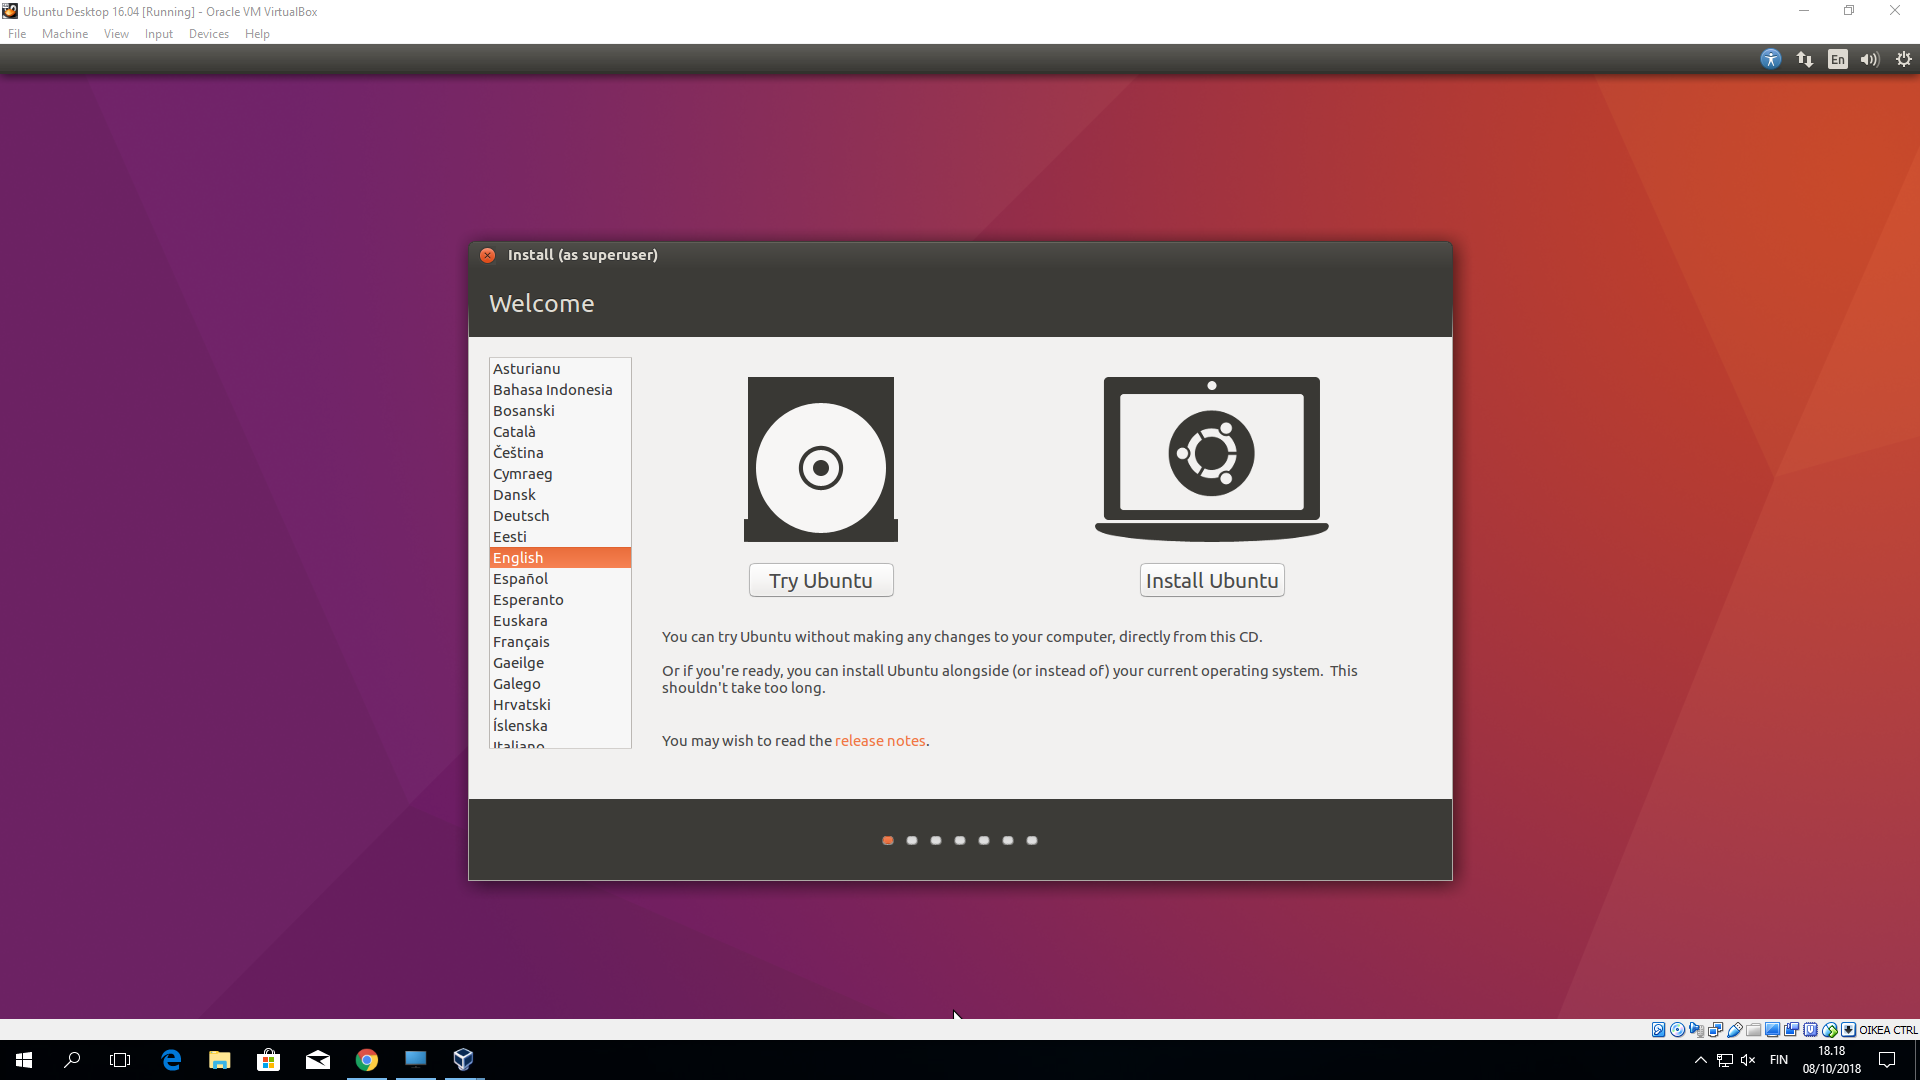 Ubuntu Desktop 16.04 [Running] - Oracle VM VirtualBox
File Machine View Input Devices Help
En
Install (as superuser)
Welcome
Asturianu
Bahasa Indonesia
Bosanski
Català
Čeština
Cymraeg
Dansk
Deutsch
Eesti
English
Español
Esperanto
Euskara
Français
Gaeilge
Galego
Hrvatski
Íslenska
Italiano
Try Ubuntu
Install Ubuntu
You can try Ubuntu without making any changes to your computer, directly from this CD.
Or if you're ready, you can install Ubuntu alongside (or instead of) your current operating system. This
shouldn't take too long.
You may wish to read the release notes.
OIKEA CTRL
FIN
18.18
08/10/2018